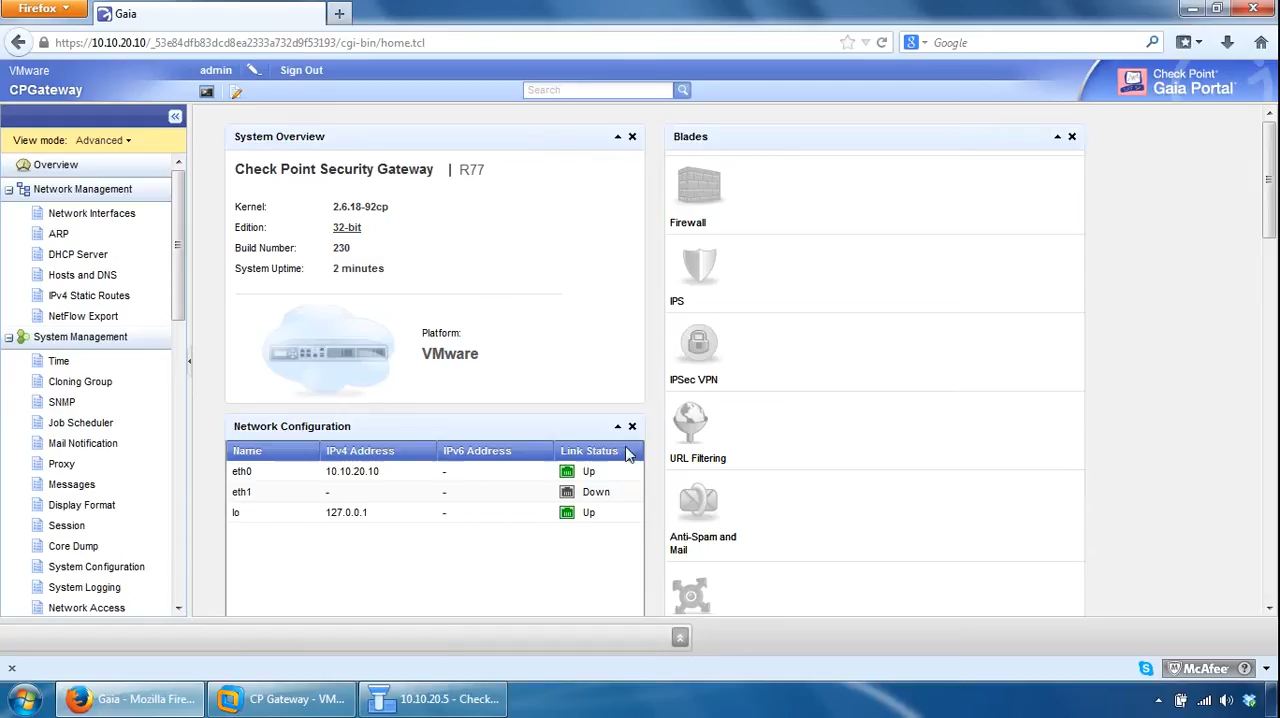 Firefox
Gaia
https://10.10.20.10/_53e84dfb83dcd8ea2333a732d9f53193/cgi-bin/home.tcl
Google
VMware
admin
Sign Out
CPGateway
Search
Check Point®
Gaia Portal™
View mode: Advanced
Overview
Network Management
Network Interfaces
ARP
DHCP Server
Hosts and DNS
IPv4 Static Routes
NetFlow Export
System Management
Time
Cloning Group
SNMP
Job Scheduler
Mail Notification
Proxy
Messages
Display Format
Session
Core Dump
System Configuration
System Logging
Network Access
System Overview
Check Point Security Gateway | R77
Kernel: 2.6.18-92cp
Edition: 32-bit
Build Number: 230
System Uptime: 2 minutes
Platform:
VMware
Network Configuration
Name IPv4 Address IPv6 Address Link Status
eth0 10.10.20.10 - Up
eth1 - - Down
lo 127.0.0.1 - Up
Blades
Firewall
IPS
IPSec VPN
URL Filtering
Anti-Spam and
Mail
McAfee
Gaia - Mozilla Fire...
CP Gateway - VM...
10.10.20.5 - Check...